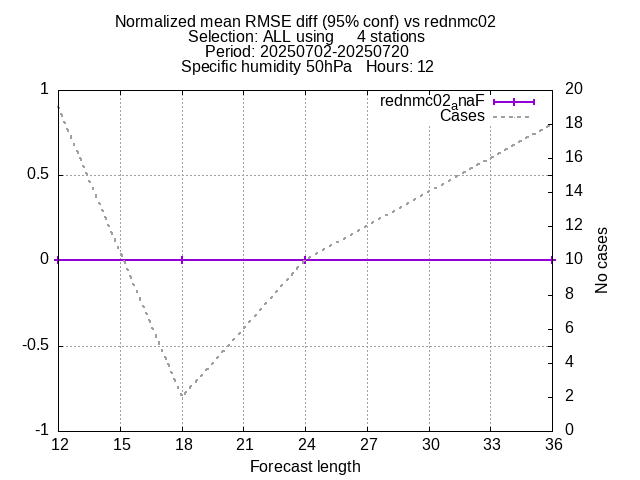 Normalized mean RMSE diff (95% conf) vs rednmc02
Selection: ALL using     4 stations
Period: 20250702-20250720
Specific humidity 50hPa   Hours: 12
rednmc02anaF
Cases
1
0.5
0
-0.5
-1
20
18
16
14
12
10
8
6
4
2
0
No cases
12 15 18 21 24 27 30 33 36
Forecast length